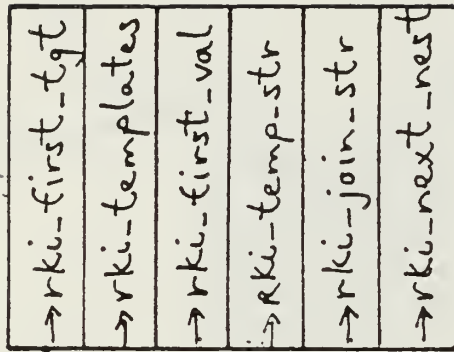 →rki_first_tgt
→rki_templates
→rki_first_val
→Rki_temp_str
→rki_join_str
→rki_next_nest